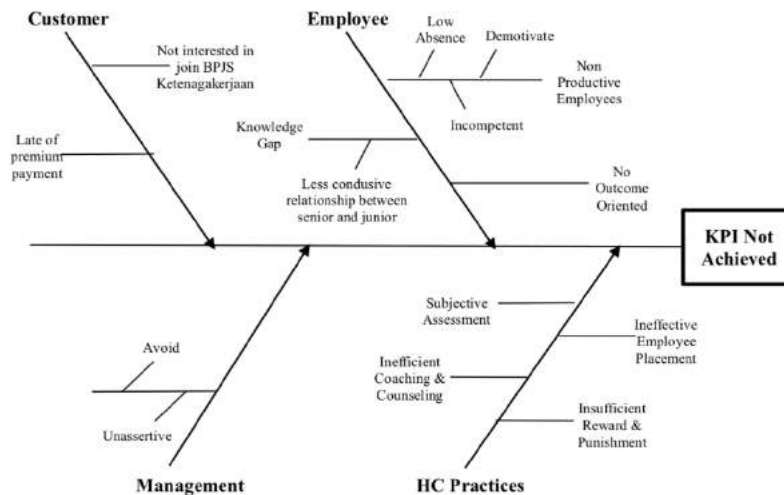 Customer
Not interested in
join BPJS
Ketenagakerjaan
Late of
premium
payment
Employee
Low
Absence
Demotivate
Non
Productive
Employees
Incompetent
Knowledge
Gap
Less condusive
relationship between
senior and junior
No
Outcome
Oriented
KPI Not
Achieved
Avoid
Unassertive
Management
Subjective
Assessment
Ineffective
Employee
Placement
Inefficient
Coaching &
Counseling
Insufficient
Reward &
Punishment
HC Practices